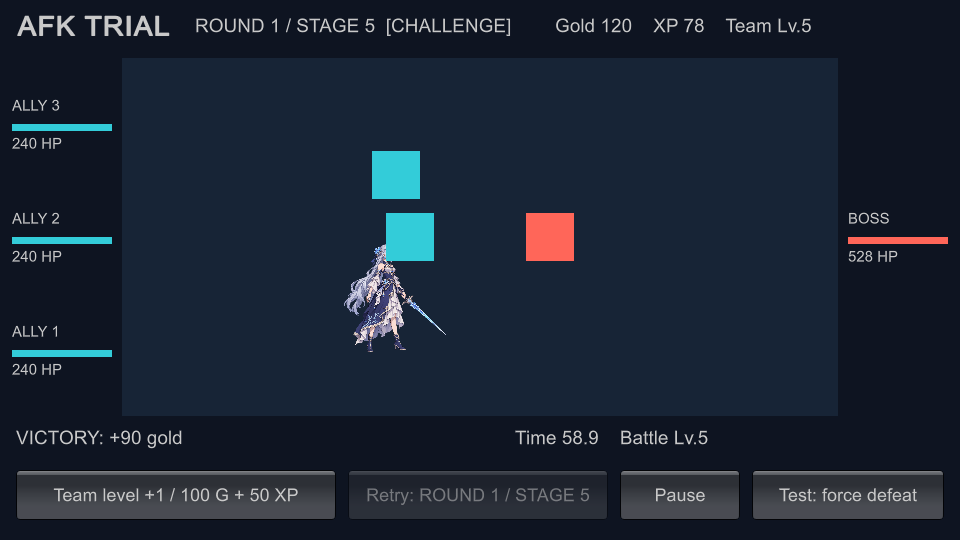 AFK TRIAL
ROUND 1 / STAGE 5 [CHALLENGE] Gold 120 XP 78 Team Lv.5
ALLY 3
240 HP
ALLY 2
240 HP
ALLY 1
240 HP
BOSS
528 HP
VICTORY: +90 gold
Time 58.9 Battle Lv.5
Team level +1 / 100 G + 50 XP
Retry: ROUND 1 / STAGE 5
Pause
Test: force defeat